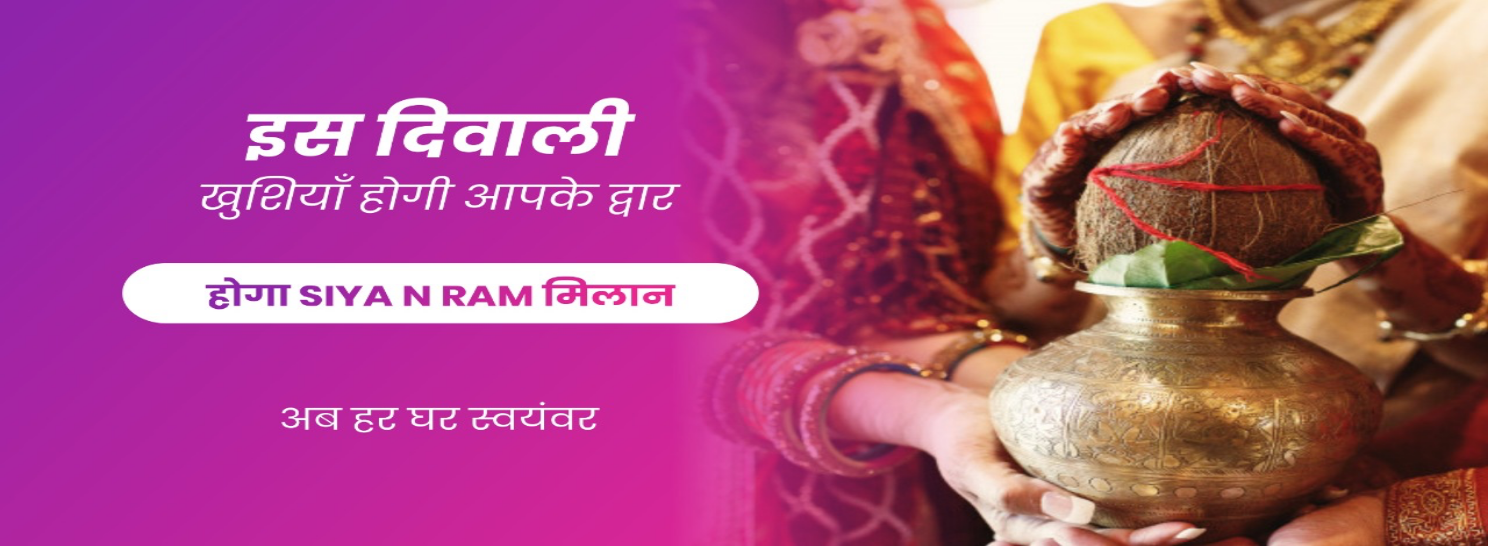 इस दिवाली
खुशियाँ होगी आपके द्वार
होगा SIYA N RAM मिलान
अब हर घर स्वयंवर